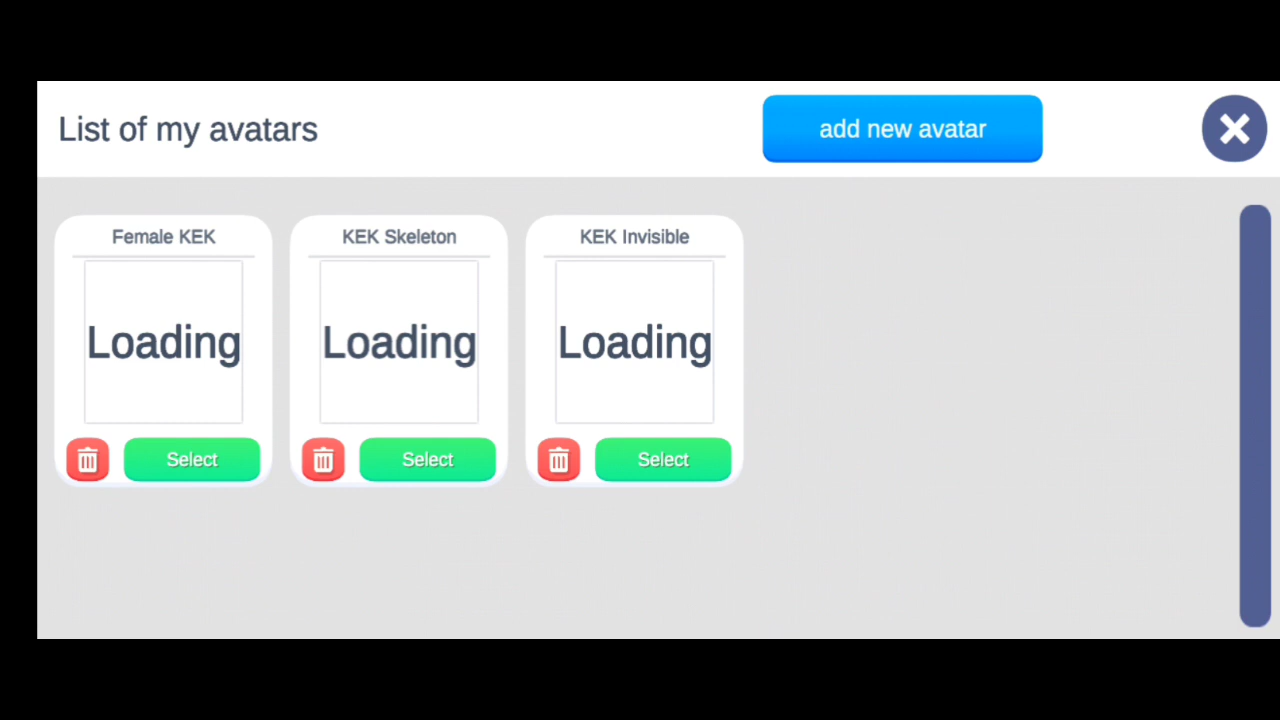 List of my avatars
add new avatar
Female KEK
KEK Skeleton
KEK Invisible
Loading
Loading
Loading
Select
Select
Select